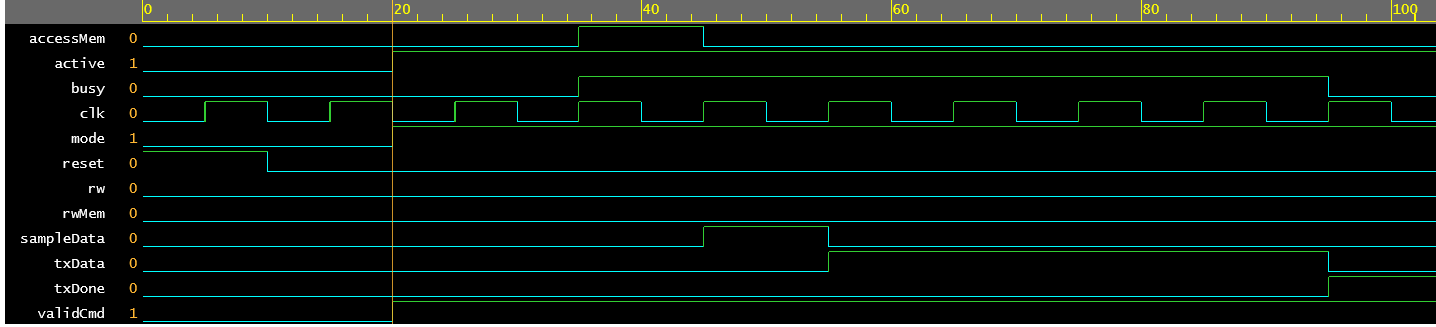 0 20 40 60 80 100
accessMem 0
active 1
busy 0
clk 0
mode 1
reset 0
rw 0
rwMem 0
sampleData 0
txData 0
txDone 0
validCmd 1